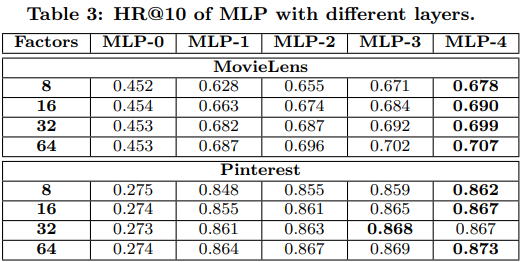 Table 3: HR@10 of MLP with different layers.
Factors MLP-0 MLP-1 MLP-2 MLP-3 MLP-4
MovieLens
8 0.452 0.628 0.655 0.671 0.678
16 0.454 0.663 0.674 0.684 0.690
32 0.453 0.682 0.687 0.692 0.699
64 0.453 0.687 0.696 0.702 0.707
Pinterest
8 0.275 0.848 0.855 0.859 0.862
16 0.274 0.855 0.861 0.865 0.867
32 0.273 0.861 0.863 0.868 0.867
64 0.274 0.864 0.867 0.869 0.873